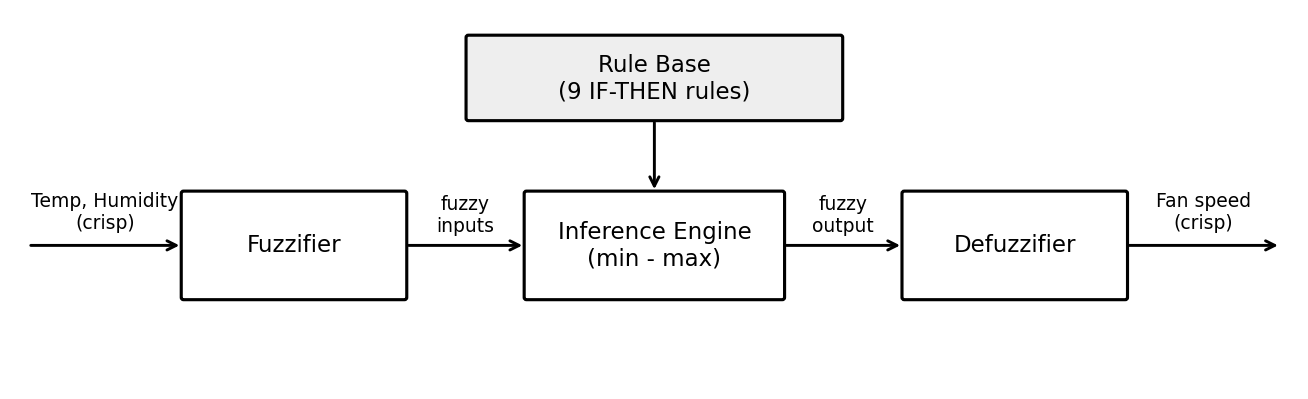 Rule Base
(9 IF-THEN rules)
Temp, Humidity
(crisp)
Fuzzifier
fuzzy
inputs
Inference Engine
(min - max)
fuzzy
output
Defuzzifier
Fan speed
(crisp)